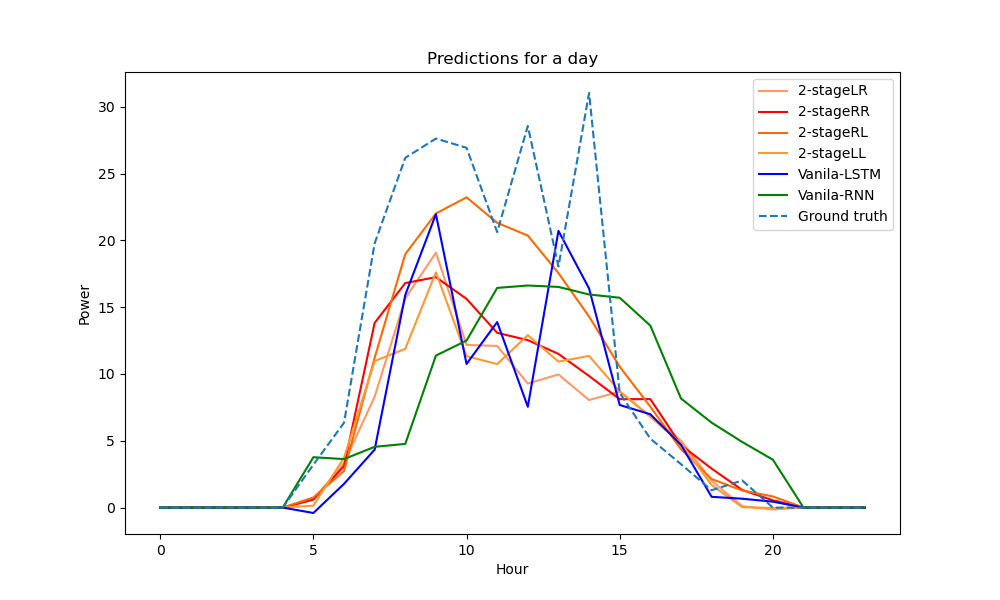 Predictions for a day
30
25
20
15
10
5
0
Power
0 5 10 15 20
Hour
2-stageLR
2-stageRR
2-stageRL
2-stageLL
Vanila-LSTM
Vanila-RNN
Ground truth